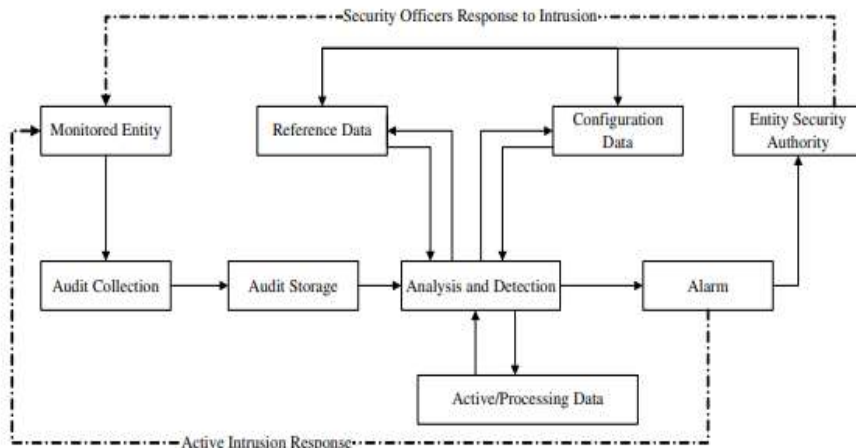 Security Officers Response to Intrusion
Monitored Entity
Reference Data
Configuration
Data
Entity Security
Authority
Audit Collection
Audit Storage
Analysis and Detection
Alarm
Active/Processing Data
Active Intrusion Response